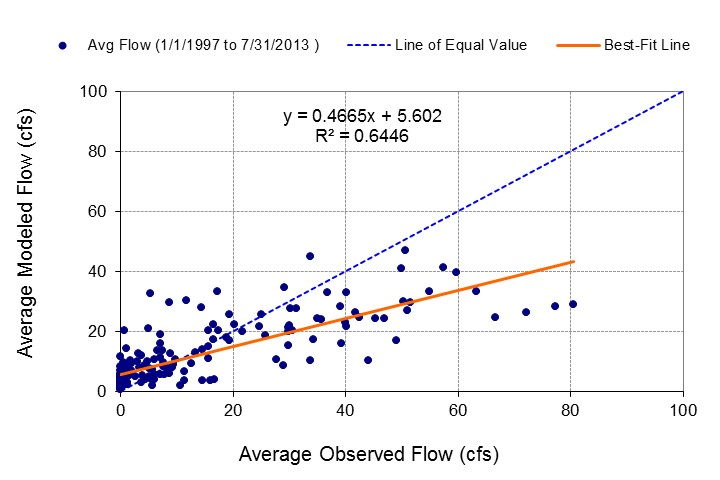 Avg Flow (1/1/1997 to 7/31/2013 ) Line of Equal Value Best-Fit Line
y = 0.4665x + 5.602
R² = 0.6446
100
80
60
40
20
0
Average Modeled Flow (cfs)
0 20 40 60 80 100
Average Observed Flow (cfs)